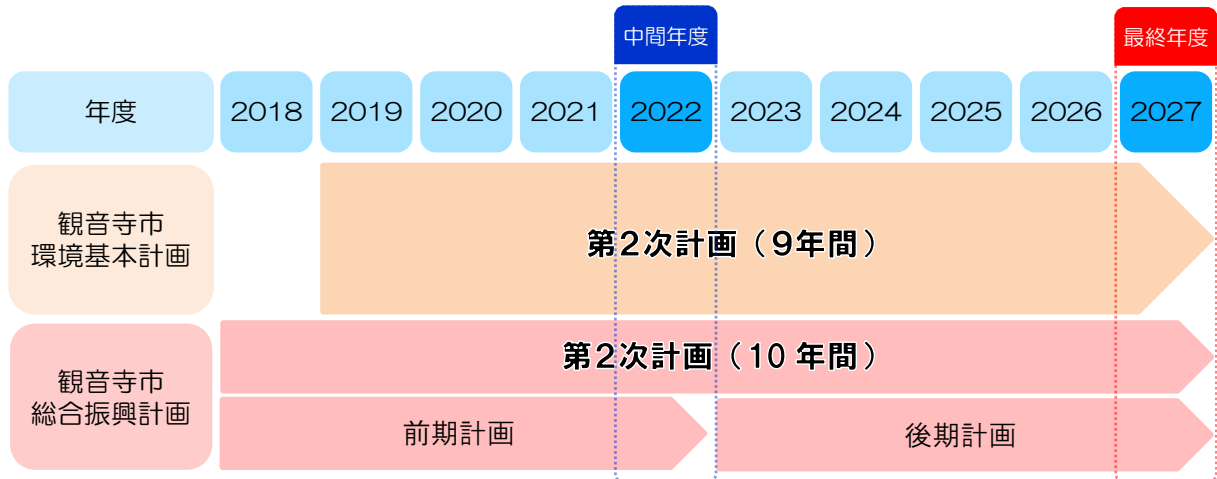 中間年度
最終年度
年度 2018 2019 2020 2021 2022 2023 2024 2025 2026 2027
観音寺市
環境基本計画
第2次計画（9年間）
観音寺市
総合振興計画
第2次計画（10年間）
前期計画
後期計画